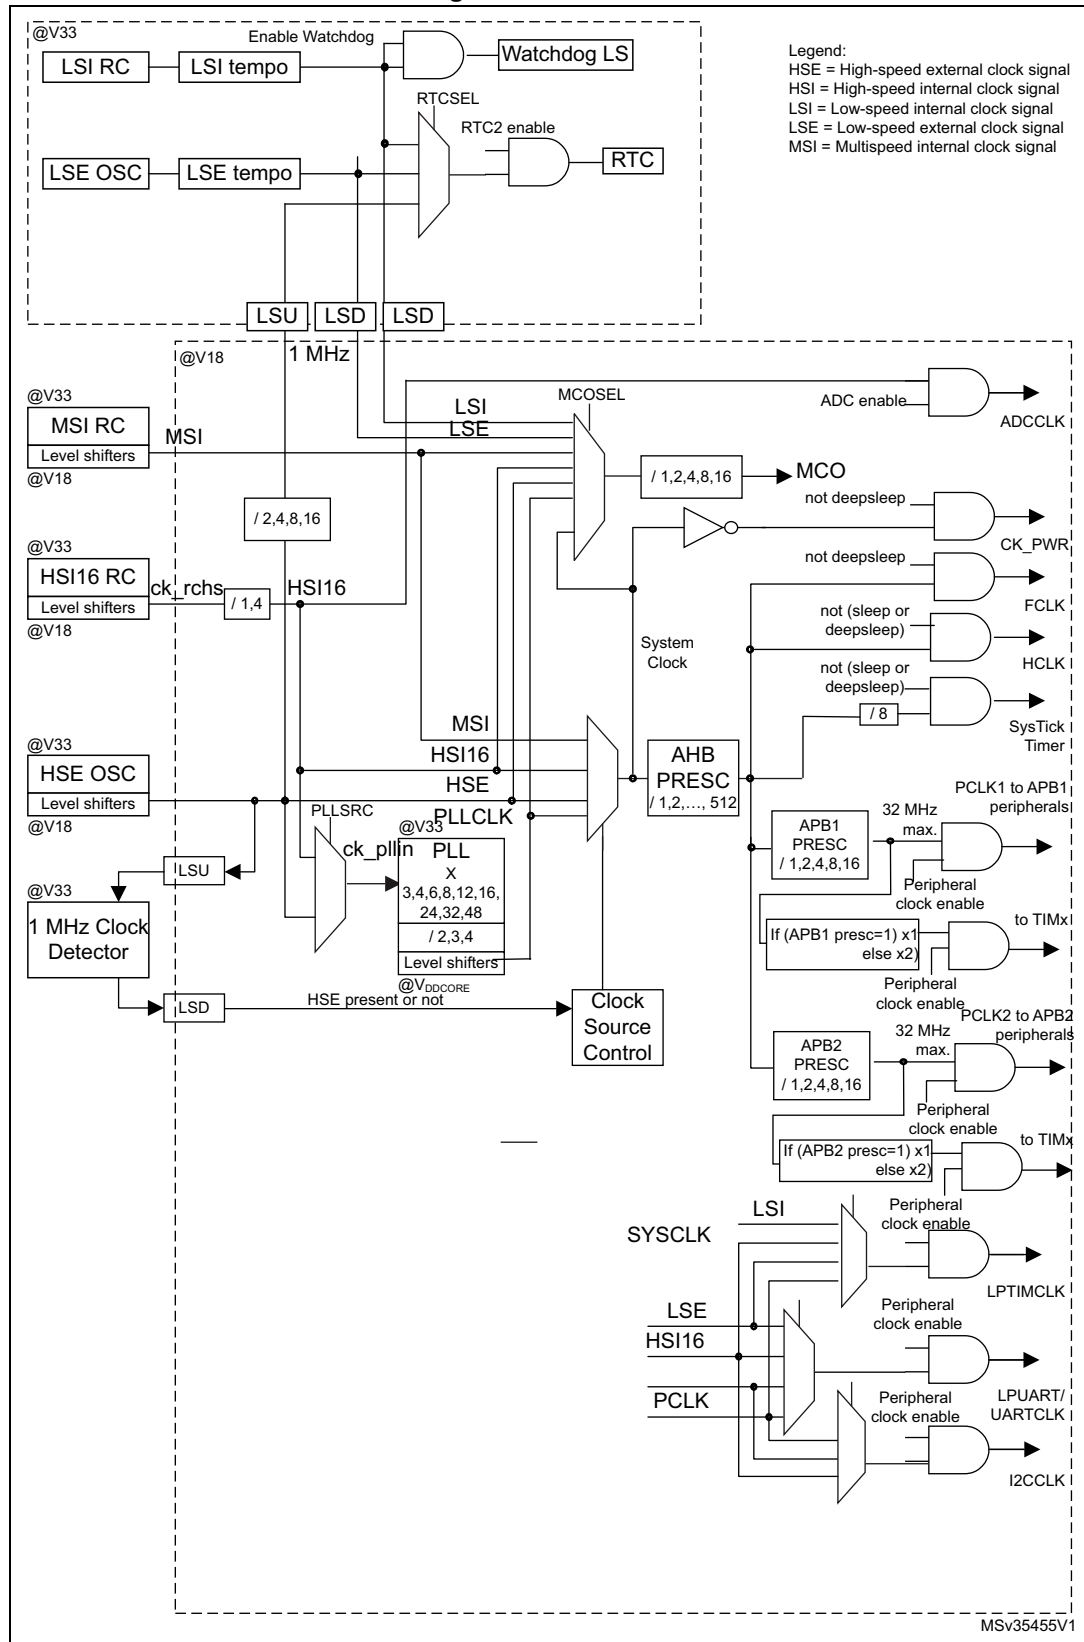 @V33
Enable Watchdog
LSI RC
LSI tempo
Watchdog LS
Legend:
HSE = High-speed external clock signal
HSI = High-speed internal clock signal
LSI = Low-speed internal clock signal
LSE = Low-speed external clock signal
MSI = Multispeed internal clock signal
RTCSEL
RTC2 enable
LSE OSC
LSE tempo
RTC
LSU
LSD
LSD
@V18
1 MHz
@V33
MSI RC
Level shifters
@V18
MSI
LSI
LSE
MCOSEL
ADC enable
ADCCLK
/ 1,2,4,8,16
MCO
/ 2,4,8,16
not deepsleep
CK_PWR
@V33
HSI16 RC
Level shifters
@V18
ck_rchs
/ 1,4
HSI16
not deepsleep
FCLK
not (sleep or
deepsleep)
HCLK
System
Clock
not (sleep or
deepsleep)
/ 8
SysTick
Timer
@V33
HSE OSC
Level shifters
@V18
MSI
HSI16
HSE
PLLCLK
AHB
PRESC
/ 1,2,..., 512
PLLSRC
ck_pllin
@V33
PLL
X
3,4,6,8,12,16,
24,32,48
/ 2,3,4
Level shifters
@VDDCORE
PCLK1 to APB1
peripherals
32 MHz
max.
APB1
PRESC
/ 1,2,4,8,16
Peripheral
clock enable
LSU
@V33
1 MHz Clock
Detector
LSD
HSE present or not
Clock
Source
Control
to TIMx
If (APB1 presc=1) x1
else x2)
Peripheral
clock enable
PCLK2 to APB2
peripherals
32 MHz
max.
APB2
PRESC
/ 1,2,4,8,16
Peripheral
clock enable
to TIMx
If (APB2 presc=1) x1
else x2)
Peripheral
clock enable
LSI
SYSCLK
LPTIMCLK
LSE
HSI16
PCLK
Peripheral
clock enable
LPUART/
UARTCLK
Peripheral
clock enable
I2CCLK
MSv35455V1